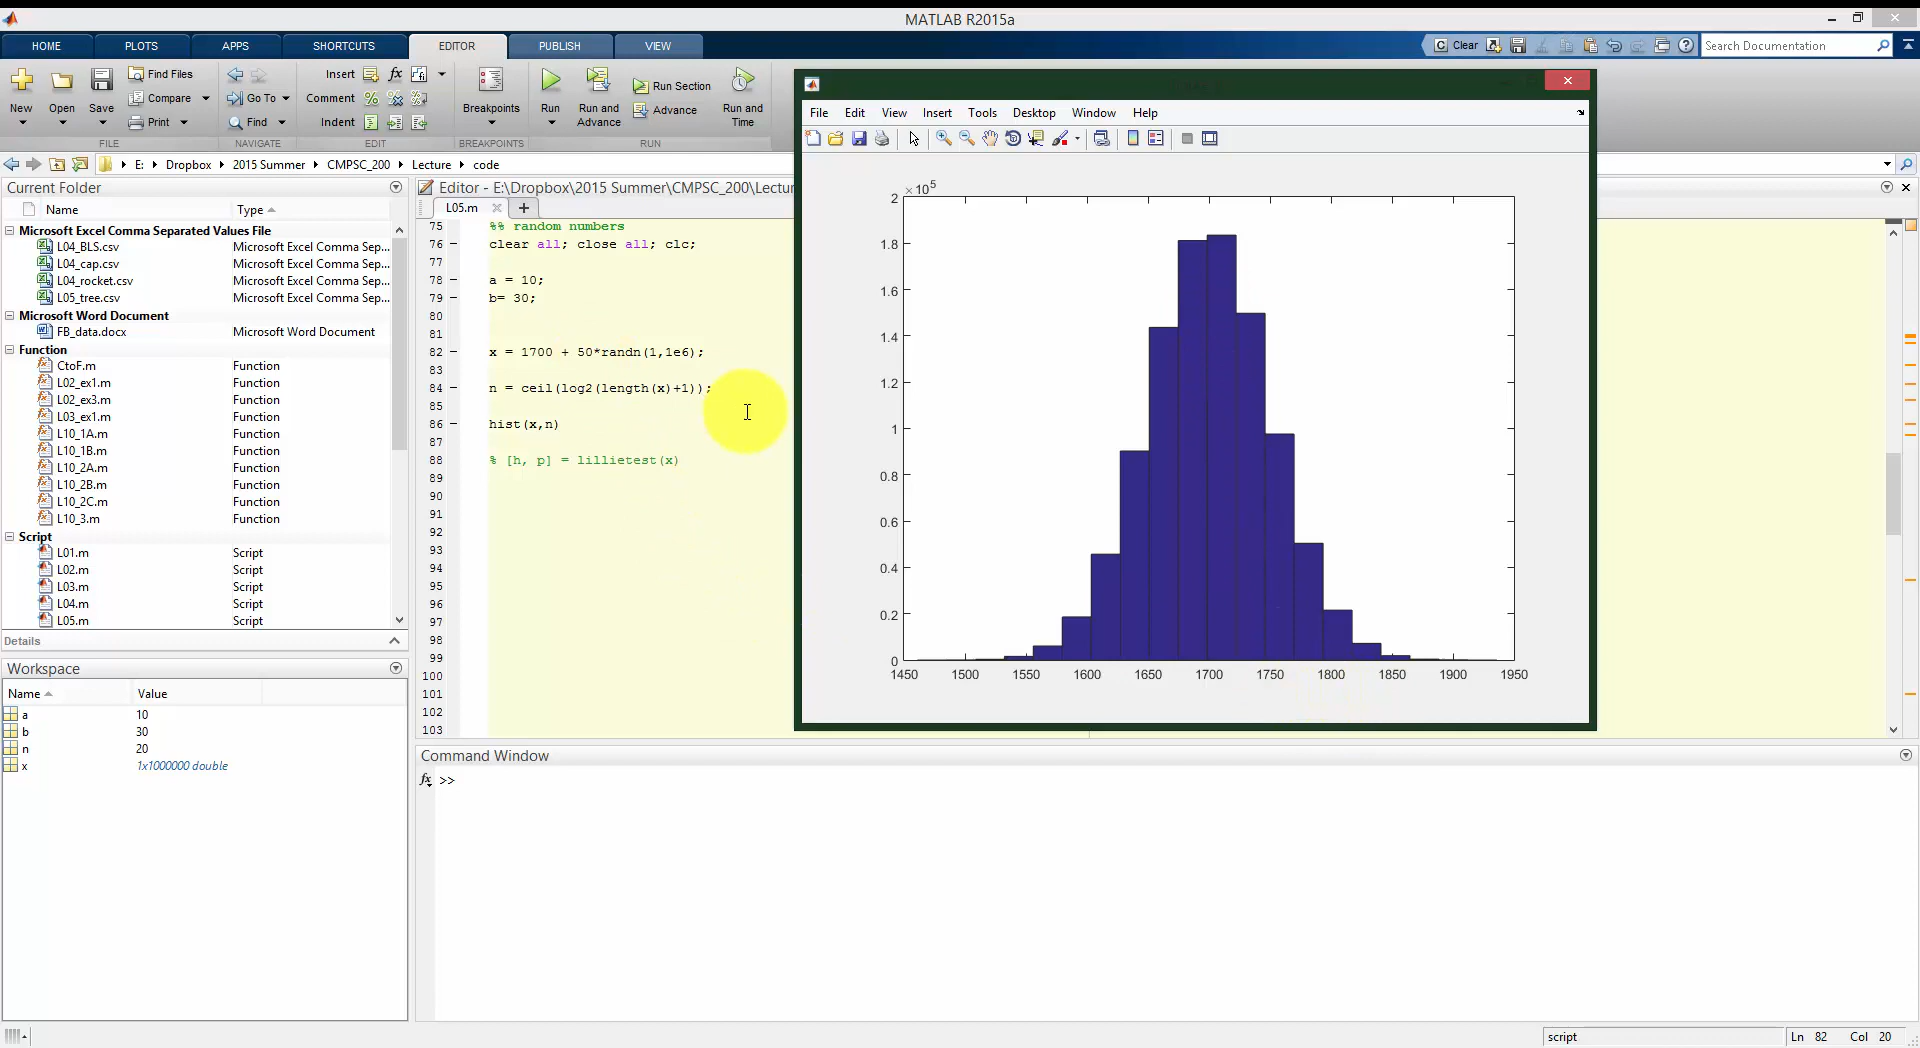 MATLAB R2015a
HOME PLOTS APPS SHORTCUTS EDITOR PUBLISH VIEW
Clear
Search Documentation
New Open Save
Find Files
Compare
Print
FILE
Go To
Find
NAVIGATE
Insert fx
Comment
Indent
EDIT
Breakpoints
BREAKPOINTS
Run
Run and Advance
Run Section
Advance
Run and Time
RUN
E: Dropbox 2015 Summer CMPSC_200 Lecture code
Current Folder
Name Type
Microsoft Excel Comma Separated Values File
L04_BLS.csv Microsoft Excel Comma Sep...
L04_cap.csv Microsoft Excel Comma Sep...
L04_rocket.csv Microsoft Excel Comma Sep...
L05_tree.csv Microsoft Excel Comma Sep...
Microsoft Word Document
FB_data.docx Microsoft Word Document
Function
CtoF.m Function
L02_ex1.m Function
L02_ex3.m Function
L03_ex1.m Function
L10_1A.m Function
L10_1B.m Function
L10_2A.m Function
L10_2B.m Function
L10_2C.m Function
L10_3.m Function
Script
L01.m Script
L02.m Script
L03.m Script
L04.m Script
L05.m Script
Details
Workspace
Name Value
a 10
b 30
n 20
x 1x1000000 double
Editor - E:\Dropbox\2015 Summer\CMPSC_200\Lectu
L05.m
75 %% random numbers
76 clear all; close all; clc;
77
78 a = 10;
79 b= 30;
80
81
82 x = 1700 + 50*randn(1,1e6);
83
84 n = ceil(log2(length(x)+1));
85
86 hist(x,n)
87
88 % [h, p] = lillietest(x)
89
90
91
92
93
94
95
96
97
98
99
100
101
102
103
File Edit View Insert Tools Desktop Window Help
× 10^5
2
1.8
1.6
1.4
1.2
1
0.8
0.6
0.4
0.2
0
1450 1500 1550 1600 1650 1700 1750 1800 1850 1900 1950
Command Window
fx >>
script
Ln 82 Col 20